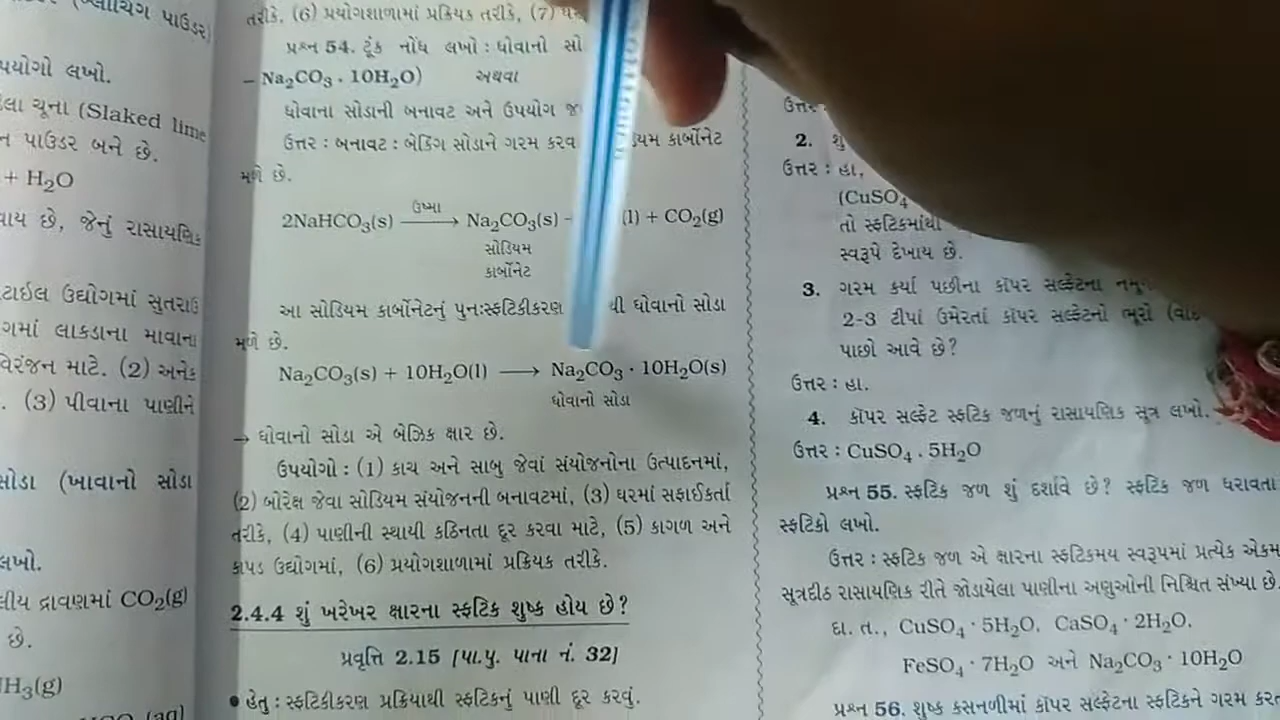 (બ્લીચિંગ પાઉડર)
પયોગો લખો.
લા ચૂના (Slaked lime
ન પાઉડર બને છે.
+ H₂O
વાય છે, જેનું રાસાયણિક
ટાઇલ ઉદ્યોગમાં સુતરાઉ
ગમાં લાકડાના માવાના
વિરંજન માટે. (2) અનેક
. (3) પીવાના પાણીને
સોડા (ખાવાનો સોડા
લખો.
લીય દ્રાવણમાં CO₂(g)
છે.
NH₃(g)
તરીકે, (6) પ્રયોગશાળામાં પ્રક્રિયક તરીકે, (7)
પ્રશ્ન 54. ટૂંક નોંધ લખો : ધોવાનો સો
– Na₂CO₃ · 10H₂O) અથવા
ધોવાના સોડાની બનાવટ અને ઉપયોગ
ઉત્તર : બનાવટ : બેકિંગ સોડાને ગરમ કરવ યમ કાર્બોનેટ
મળે છે.
2NaHCO₃(s) —ઉષ્મા→ Na₂CO₃(s) (l) + CO₂(g)
સોડિયમ
કાર્બોનેટ
આ સોડિયમ કાર્બોનેટનું પુનઃસ્ફટિકીકરણ થી ધોવાનો સોડા
મળે છે.
Na₂CO₃(s) + 10H₂O(l) ⟶ Na₂CO₃ · 10H₂O(s)
ધોવાનો સોડા
→ ધોવાનો સોડા એ બેઝિક ક્ષાર છે.
ઉપયોગો : (1) કાચ અને સાબુ જેવાં સંયોજનોના ઉત્પાદનમાં,
(2) બોરેક્ષ જેવા સોડિયમ સંયોજનની બનાવટમાં, (3) ઘરમાં સફાઈકર્તા
તરીકે, (4) પાણીની સ્થાયી કઠિનતા દૂર કરવા માટે, (5) કાગળ અને
કાપડ ઉદ્યોગમાં, (6) પ્રયોગશાળામાં પ્રક્રિયક તરીકે.
2.4.4 શું ખરેખર ક્ષારના સ્ફટિક શુષ્ક હોય છે?
પ્રવૃત્તિ 2.15 [પા.પુ. પાના નં. 32]
● હેતુ : સ્ફટિકીકરણ પ્રક્રિયાથી સ્ફટિકનું પાણી દૂર કરવું.
ઉત્તર :
2. શું
ઉત્તર : હા,
(CuSO₄
તો સ્ફટિકમાંથી
સ્વરૂપે દેખાય છે.
3. ગરમ કર્યા પછીના કૉપર સલ્ફેટના નમૂન
2-3 ટીપાં ઉમેરતાં કૉપર સલ્ફેટનો ભૂરો
પાછો આવે છે?
ઉત્તર : હા.
4. કૉપર સલ્ફેટ સ્ફટિક જળનું રાસાયણિક સૂત્ર લખો.
ઉત્તર : CuSO₄ . 5H₂O
પ્રશ્ન 55. સ્ફટિક જળ શું દર્શાવે છે? સ્ફટિક જળ ધરાવતા
સ્ફટિકો લખો.
ઉત્તર : સ્ફટિક જળ એ ક્ષારના સ્ફટિકમય સ્વરૂપમાં પ્રત્યેક એકમ
સૂત્રદીઠ રાસાયણિક રીતે જોડાયેલા પાણીના અણુઓની નિશ્ચિત સંખ્યા છે.
દા. ત., CuSO₄ · 5H₂O, CaSO₄ · 2H₂O,
FeSO₄ · 7H₂O અને Na₂CO₃ · 10H₂O
પ્રશ્ન 56. શુષ્ક કસનળીમાં કૉપર સલ્ફેટના સ્ફટિકને ગરમ કર